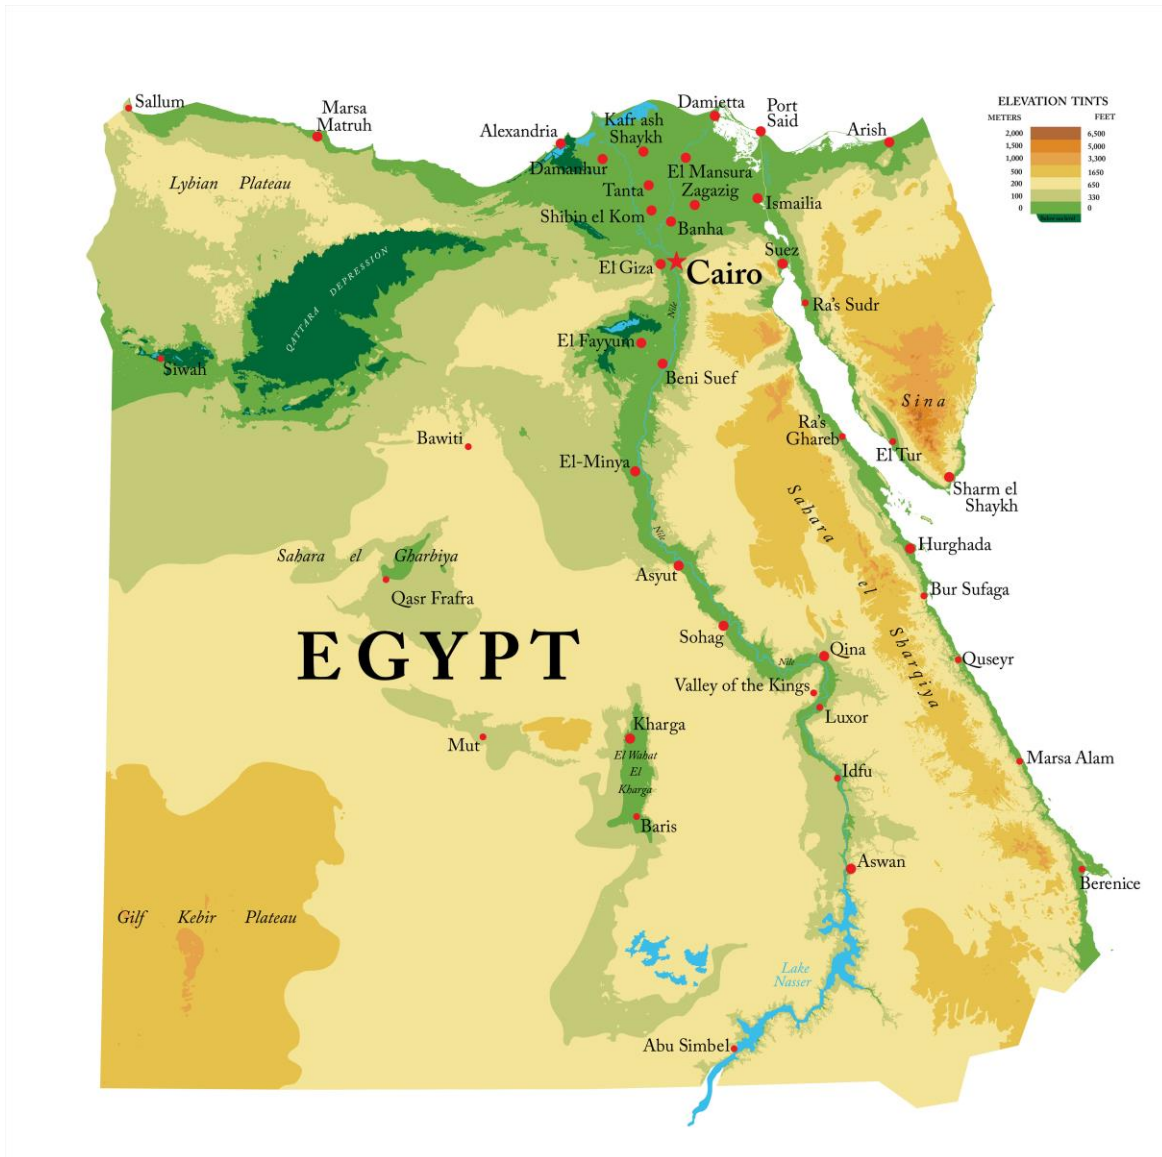 Sallum
Marsa
Matruh
Alexandria
Kafr ash
Shaykh
Damietta
Port
Said
Arish
ELEVATION TINTS
METERS
FEET
2,000
6,500
1,500
5,000
1,000
3,300
500
1650
200
650
100
330
0
0
Damanhur
El Mansura
Tanta
Zagazig
Ismailia
Shibin el Kom
Banha
Lybian Plateau
QATTARA DEPRESSION
Suez
El Giza
Cairo
Ra's Sudr
Nile
El Fayyum
Siwah
Beni Suef
Sina
Ra's
Ghareb
El Tur
Bawiti
El-Minya
Sharm el
Shaykh
Sahara el Sharqiya
Nile
Hurghada
Sahara el Gharbiya
Asyut
Qasr Frafra
Bur Sufaga
EGYPT
Sohag
Nile
Qina
Quseyr
Valley of the Kings
Luxor
Kharga
Mut
El Wahat
El
Kharga
Marsa Alam
Idfu
Baris
Aswan
Berenice
Gilf Kebir Plateau
Lake
Nasser
Abu Simbel